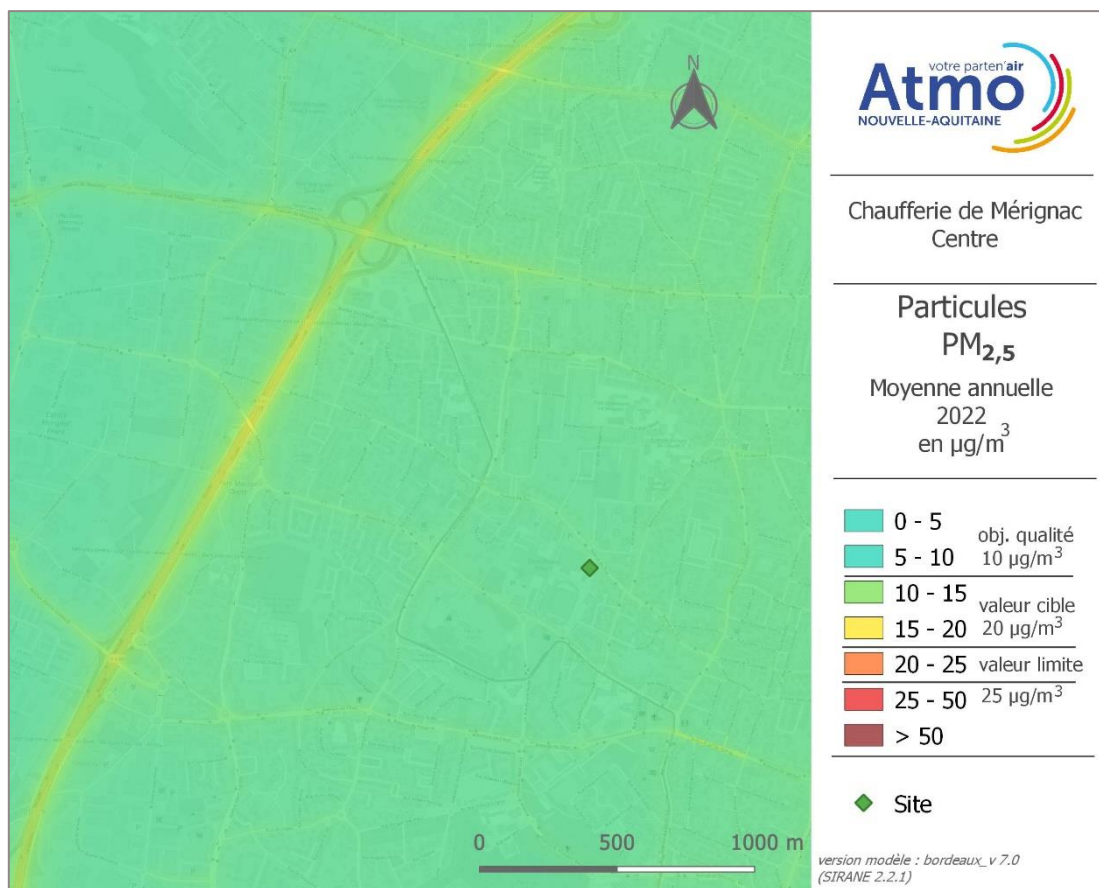 N
0
500
1000 m
votre parten'air
Atmo
NOUVELLE-AQUITAINE
Chaufferie de Mérignac
Centre
Particules
PM2,5
Moyenne annuelle
2022
en µg/m3
0 - 5
5 - 10
obj. qualité
10 µg/m3
10 - 15
15 - 20
valeur cible
20 µg/m3
20 - 25
valeur limite
25 - 50
25 µg/m3
> 50
Site
version modèle : bordeaux_v 7.0
(SIRANE 2.2.1)